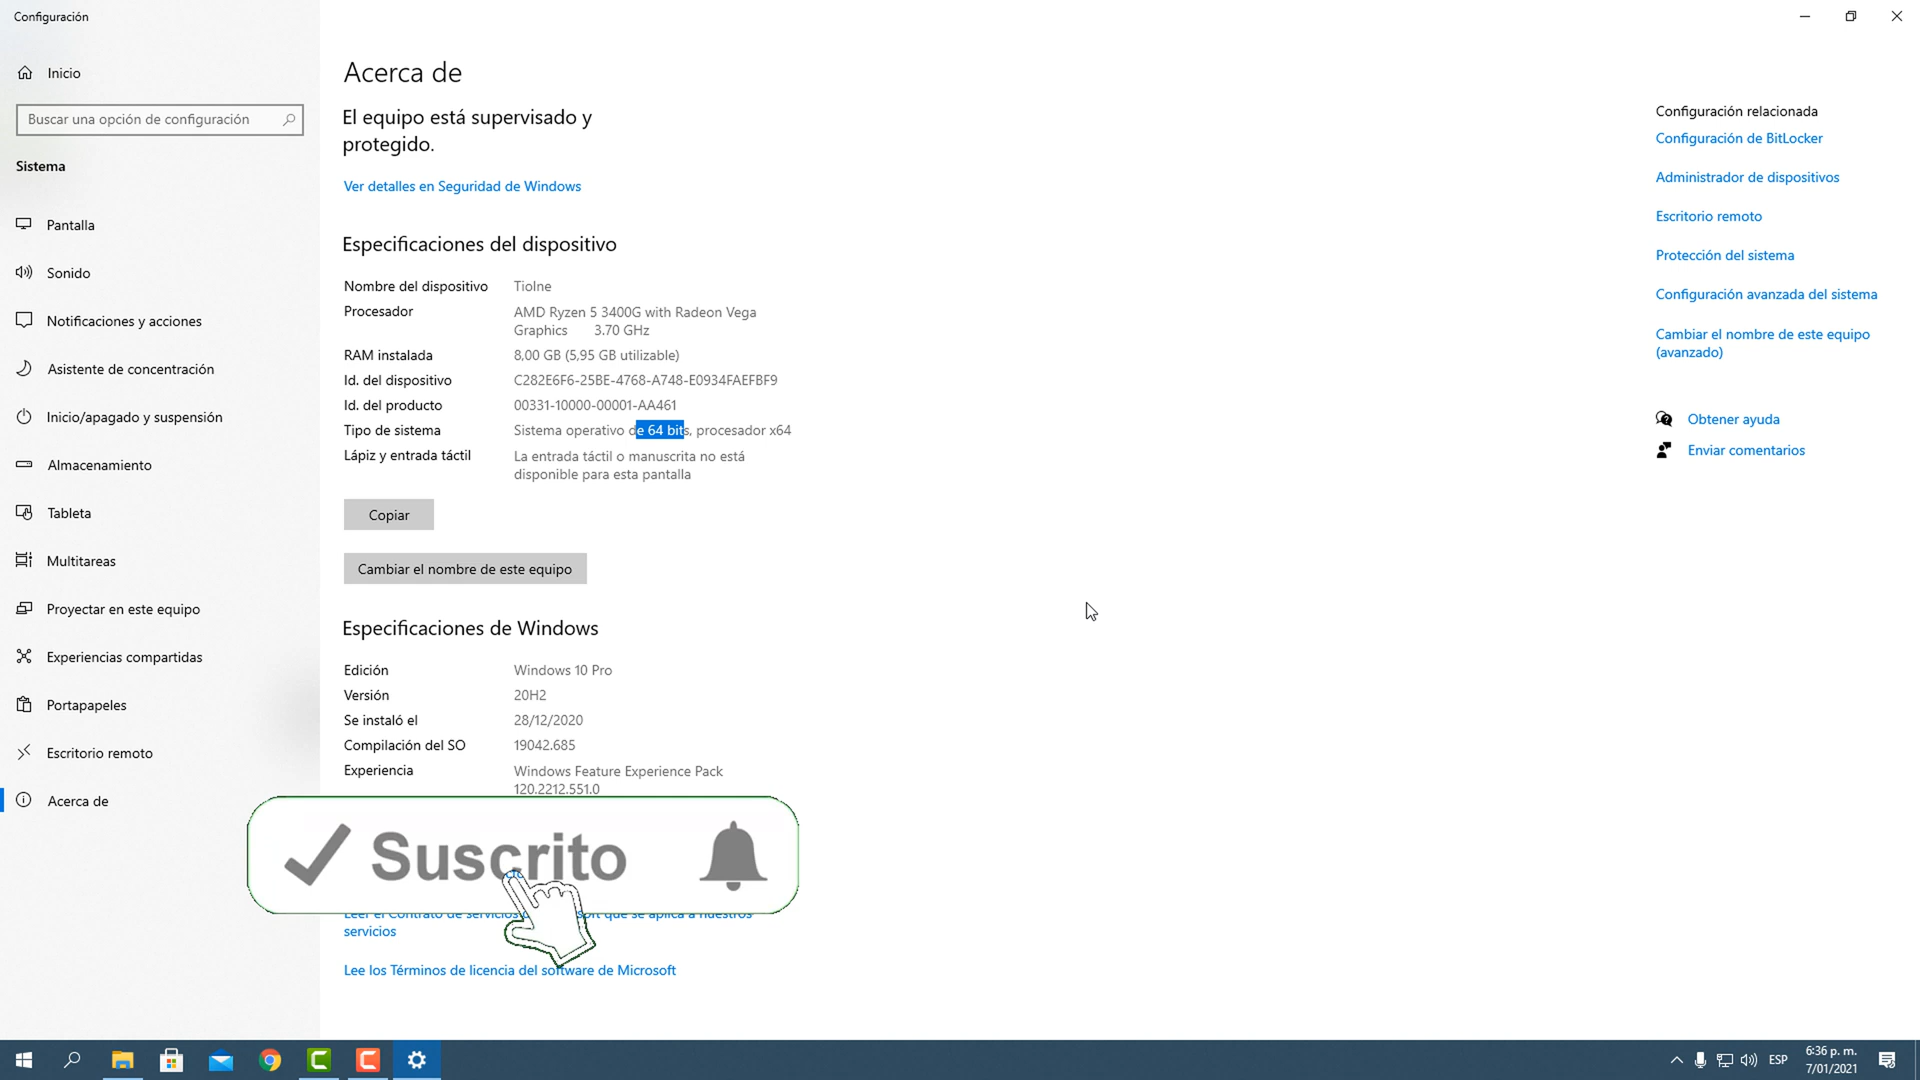 Configuración
Inicio
Buscar una opción de configuración
Sistema
Pantalla
Sonido
Notificaciones y acciones
Asistente de concentración
Inicio/apagado y suspensión
Almacenamiento
Tableta
Multitareas
Proyectar en este equipo
Experiencias compartidas
Portapapeles
Escritorio remoto
Acerca de
Acerca de
El equipo está supervisado y
protegido.
Ver detalles en Seguridad de Windows
Especificaciones del dispositivo
Nombre del dispositivo Tiolne
Procesador AMD Ryzen 5 3400G with Radeon Vega
Graphics 3.70 GHz
RAM instalada 8,00 GB (5,95 GB utilizable)
Id. del dispositivo C282E6F6-25BE-4768-A748-E0934FAEFBF9
Id. del producto 00331-10000-00001-AA461
Tipo de sistema Sistema operativo de 64 bits, procesador x64
Lápiz y entrada táctil La entrada táctil o manuscrita no está
disponible para esta pantalla
Copiar
Cambiar el nombre de este equipo
Especificaciones de Windows
Edición Windows 10 Pro
Versión 20H2
Se instaló el 28/12/2020
Compilación del SO 19042.685
Experiencia Windows Feature Experience Pack
120.2212.551.0
Suscrito
Leer el Contrato de servicios que se aplica a nuestros
servicios
Lee los Términos de licencia del software de Microsoft
Configuración relacionada
Configuración de BitLocker
Administrador de dispositivos
Escritorio remoto
Protección del sistema
Configuración avanzada del sistema
Cambiar el nombre de este equipo
(avanzado)
Obtener ayuda
Enviar comentarios
ESP
6:36 p. m.
7/01/2021